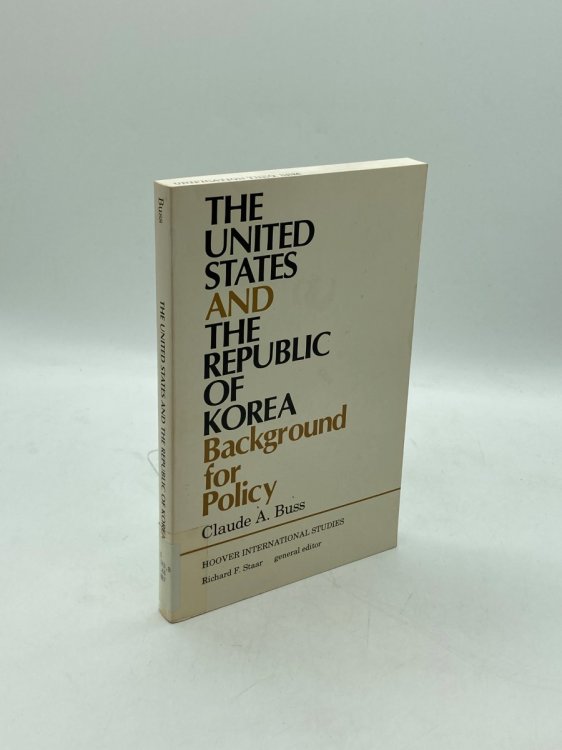 THE
UNITED
STATES
AND
THE
REPUBLIC
OF
KOREA
Background
for
Policy
Claude A. Buss
HOOVER INTERNATIONAL STUDIES
Richard F. Staar general editor
Buss
THE UNITED STATES AND THE REPUBLIC OF KOREA